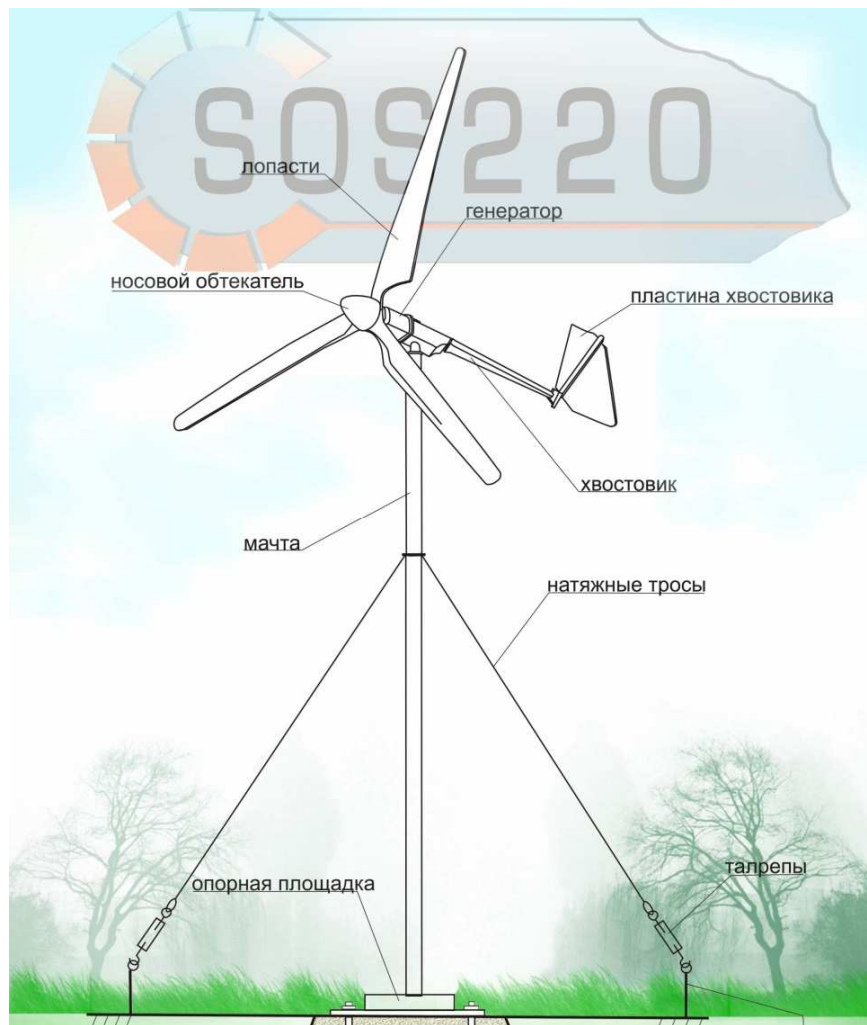 SOS220
лопасти
генератор
носовой обтекатель
пластина хвостовика
хвостовик
мачта
натяжные тросы
талрепы
опорная площадка